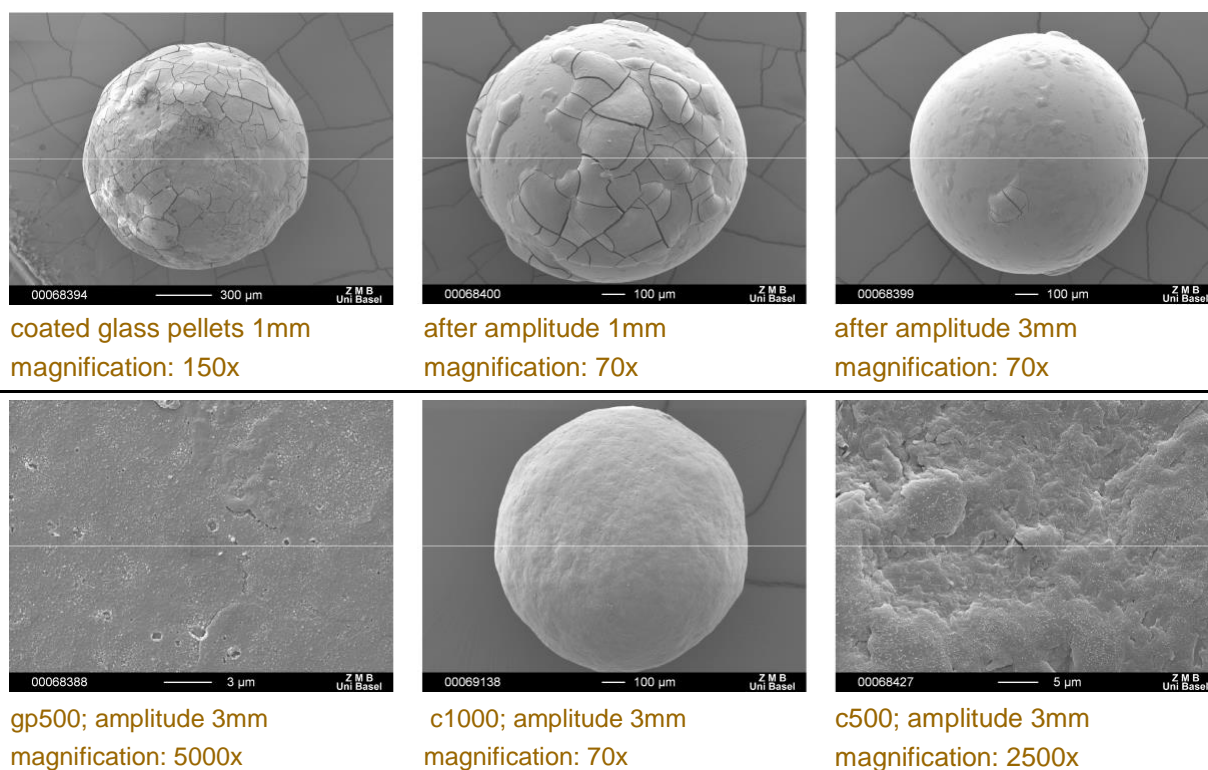 00068394 300 µm Z M B
Uni Basel
00068400 100 µm Z M B
Uni Basel
00068399 100 µm Z M B
Uni Basel
coated glass pellets 1mm
magnification: 150x
after amplitude 1mm
magnification: 70x
after amplitude 3mm
magnification: 70x
00068388 3 µm Z M B
Uni Basel
00069138 100 µm Z M B
Uni Basel
00068427 5 µm Z M B
Uni Basel
gp500; amplitude 3mm
magnification: 5000x
c1000; amplitude 3mm
magnification: 70x
c500; amplitude 3mm
magnification: 2500x